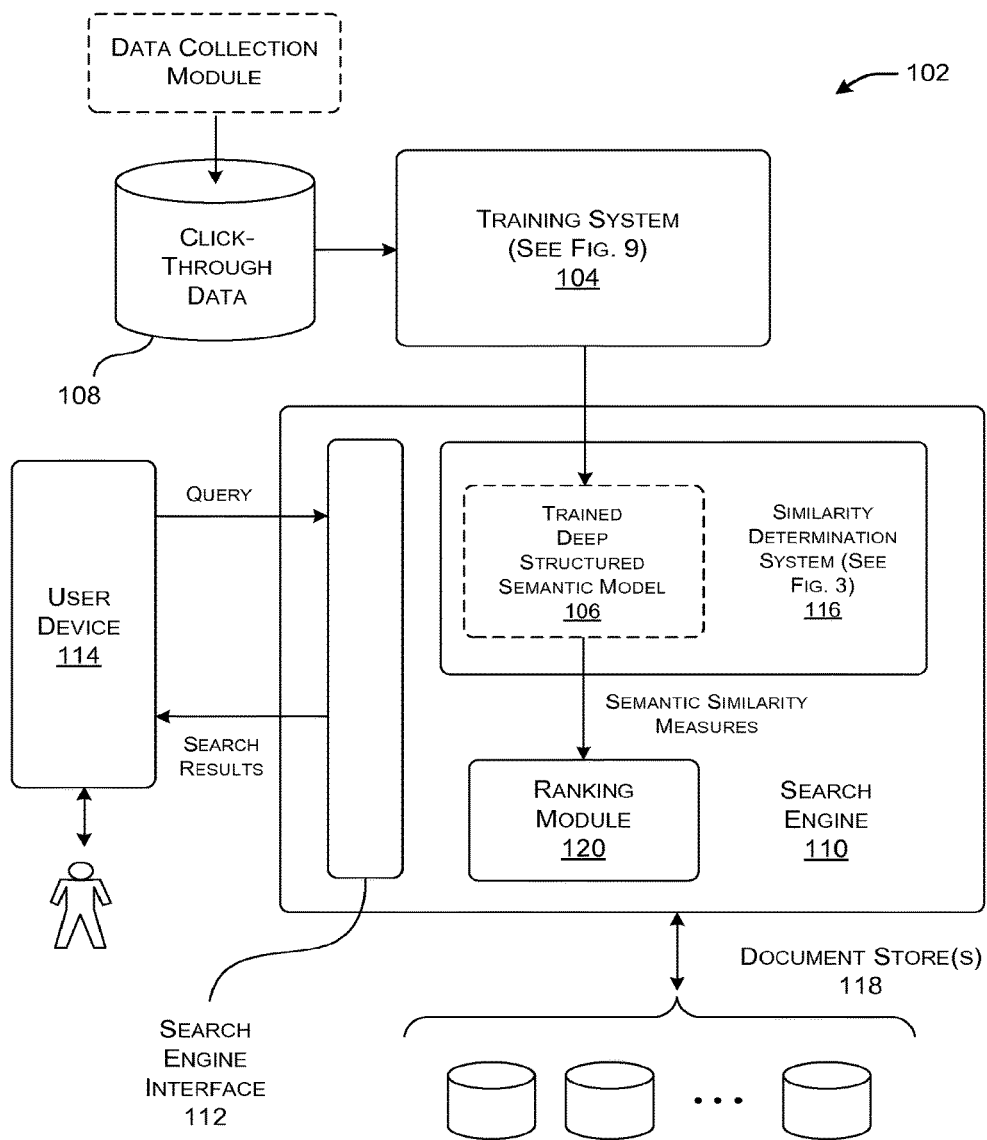 DATA COLLECTION
MODULE
102
CLICK-
THROUGH
DATA
TRAINING SYSTEM
(SEE FIG. 9)
104
108
QUERY
TRAINED
DEEP
STRUCTURED
SEMANTIC MODEL
106
SIMILARITY
DETERMINATION
SYSTEM (SEE
FIG. 3)
116
USER
DEVICE
114
SEARCH
RESULTS
SEMANTIC SIMILARITY
MEASURES
RANKING
MODULE
120
SEARCH
ENGINE
110
DOCUMENT STORE(S)
118
SEARCH
ENGINE
INTERFACE
112